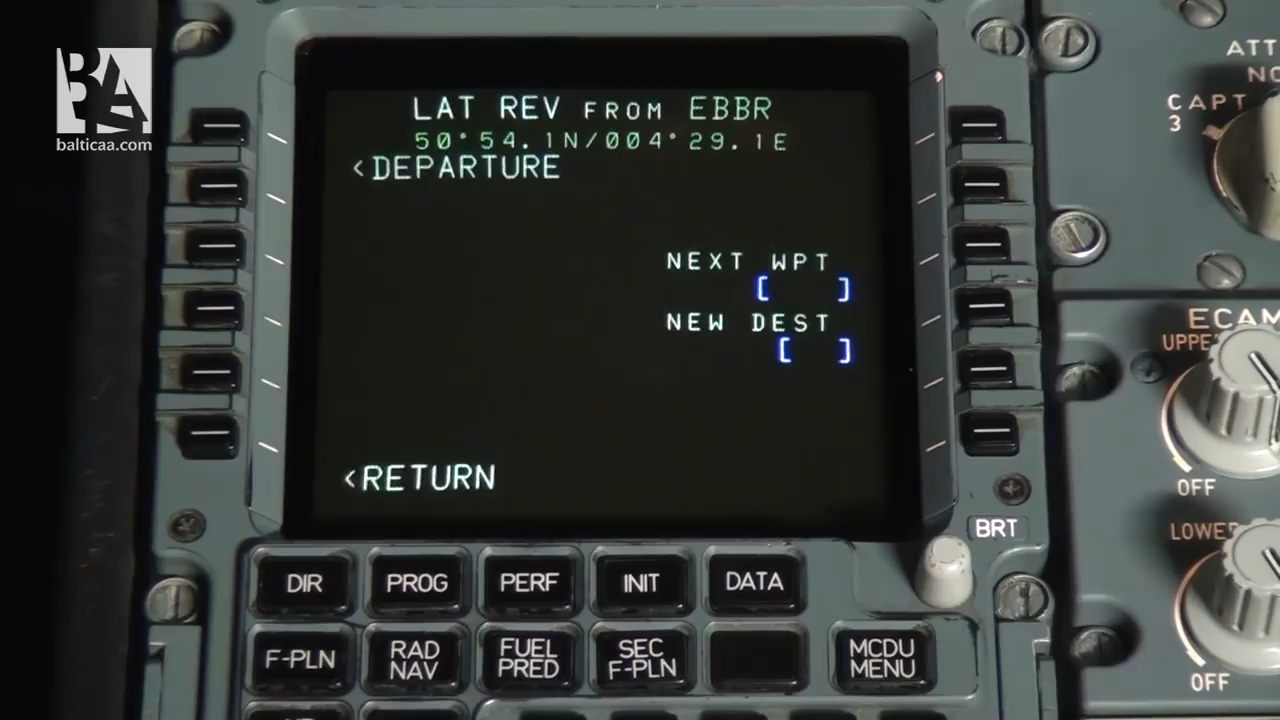 BAA
balticaa.com
LAT REV FROM EBBR
50°54.1N/004°29.1E
<DEPARTURE
NEXT WPT
[ ]
NEW DEST
[ ]
<RETURN
BRT
DIR
PROG
PERF
INIT
DATA
F-PLN
RAD
NAV
FUEL
PRED
SEC
F-PLN
MCDU
MENU
ATT
NO
CAPT
3
ECAM
UPPE
OFF
LOWER
OFF